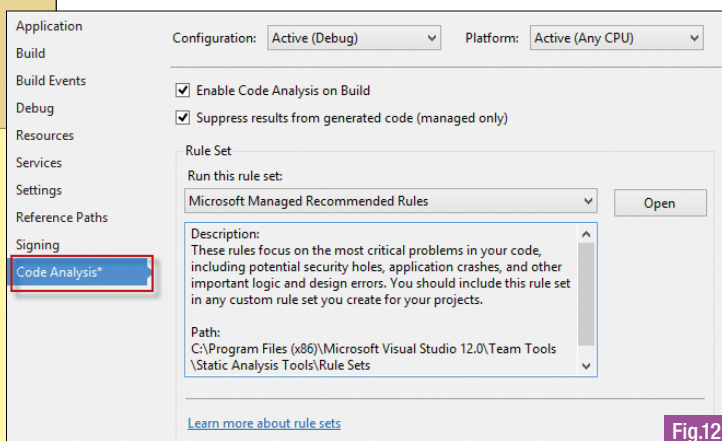 Application
Build
Build Events
Debug
Resources
Services
Settings
Reference Paths
Signing
Code Analysis*
Configuration: Active (Debug) Platform: Active (Any CPU)
Enable Code Analysis on Build
Suppress results from generated code (managed only)
Rule Set
Run this rule set:
Microsoft Managed Recommended Rules Open
Description:
These rules focus on the most critical problems in your code,
including potential security holes, application crashes, and other
important logic and design errors. You should include this rule set
in any custom rule set you create for your projects.
Path:
C:\Program Files (x86)\Microsoft Visual Studio 12.0\Team Tools
\Static Analysis Tools\Rule Sets
Learn more about rule sets
Fig.12